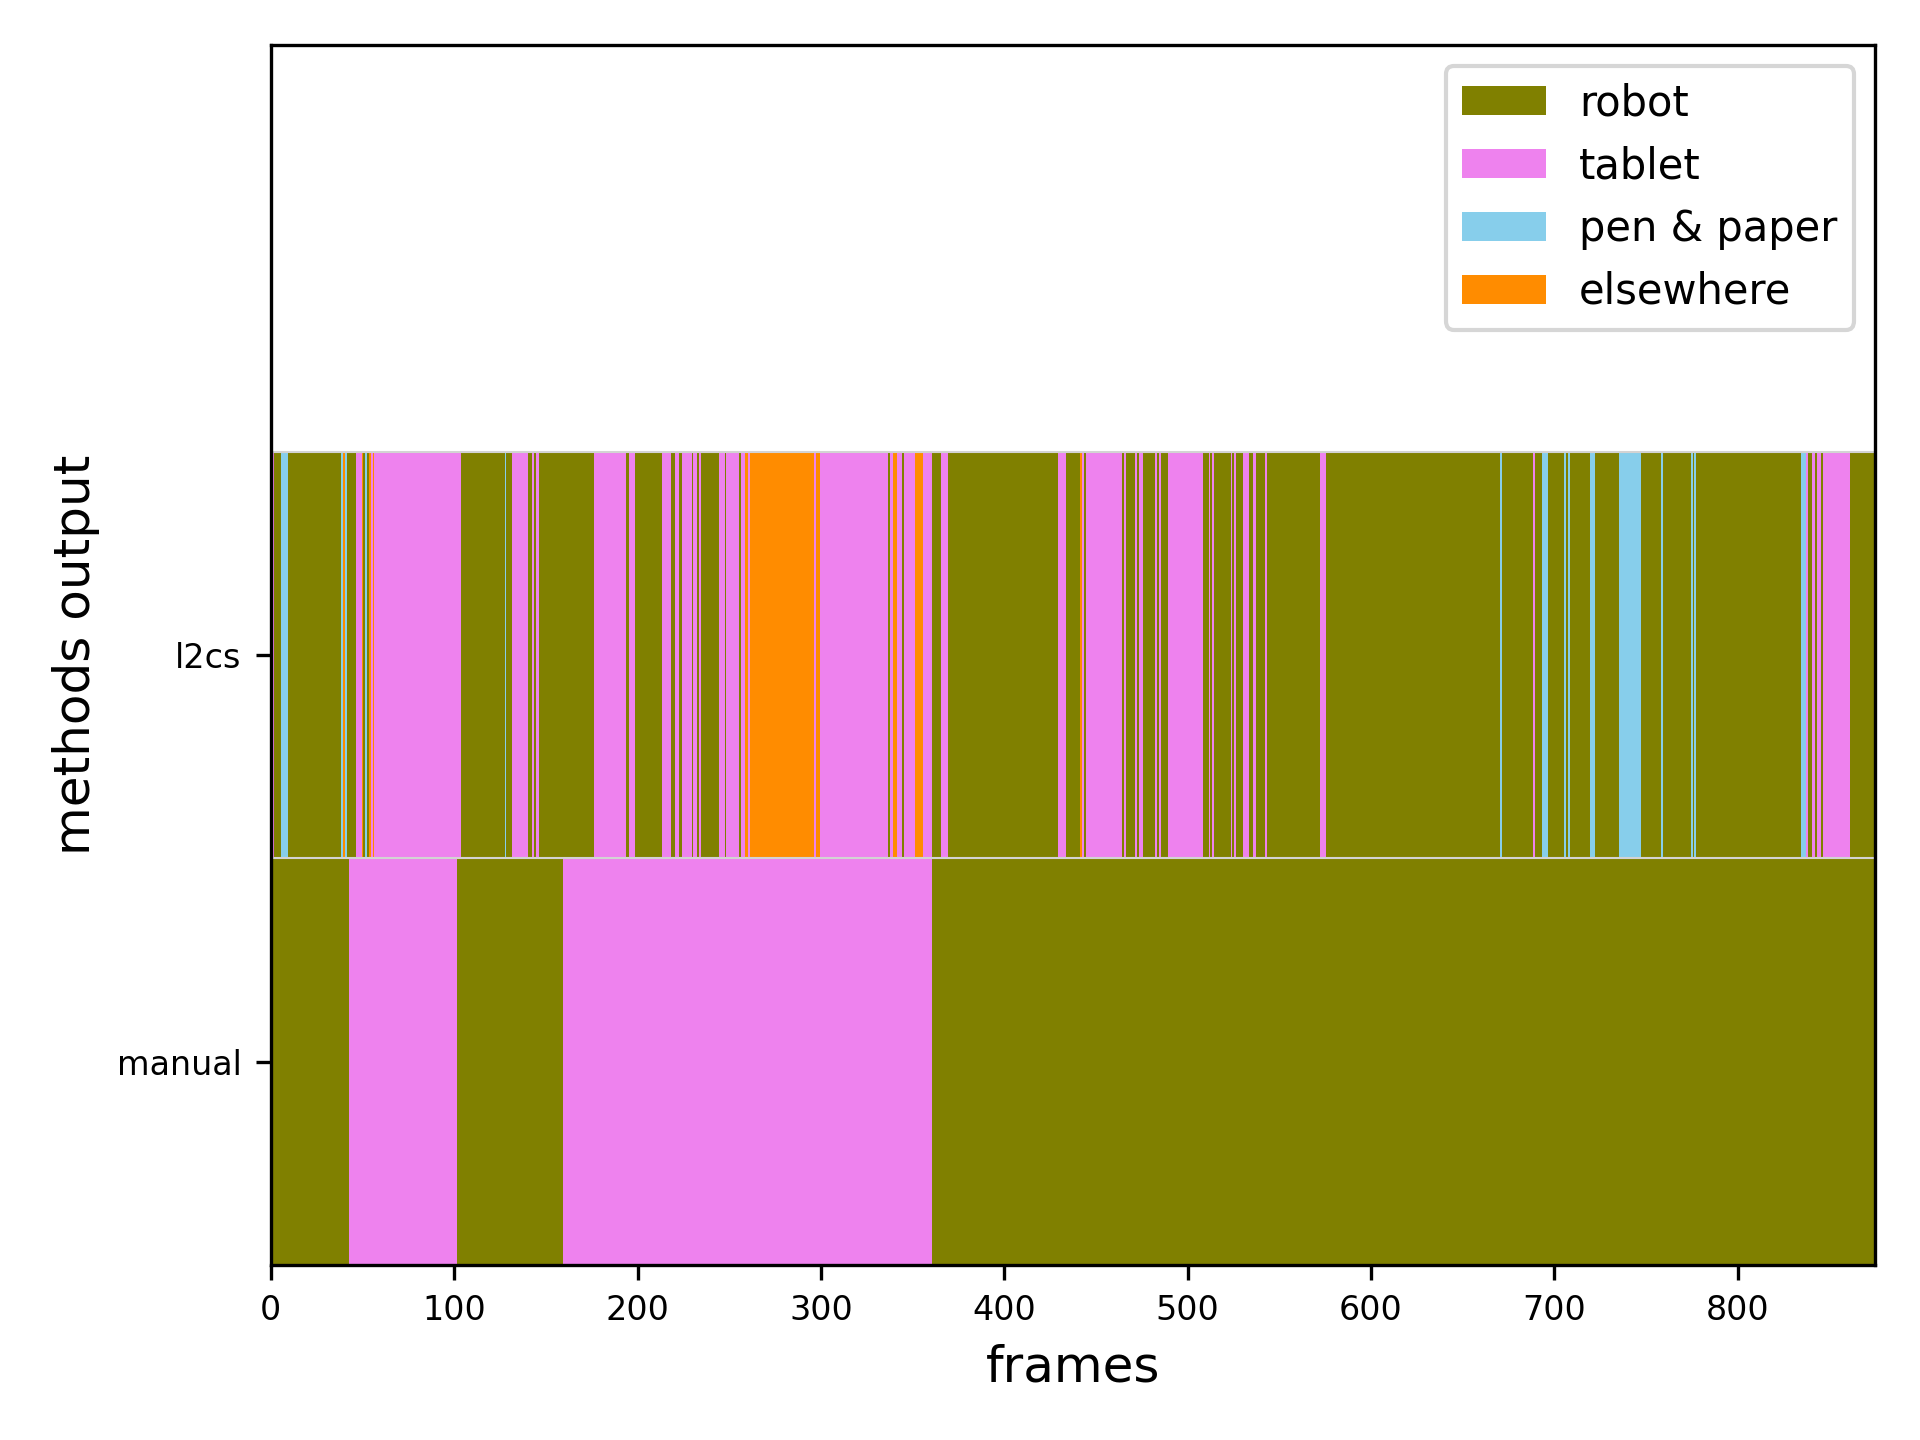 robot
tablet
pen & paper
elsewhere
methods output
l2cs
manual
0 100 200 300 400 500 600 700 800
frames